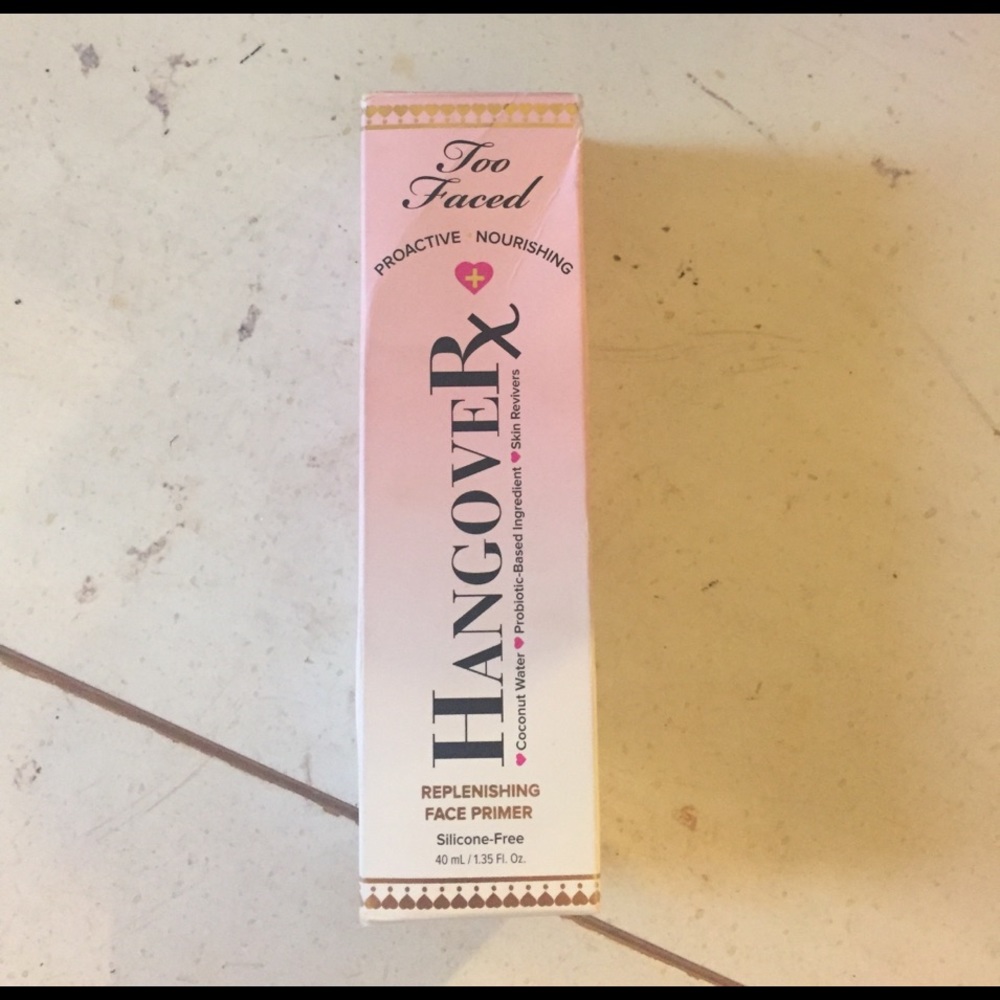 Too
Faced
PROACTIVE · NOURISHING
HANGOVERx
♥ Coconut Water ♥ Probiotic-Based Ingredient ♥ Skin Revivers
REPLENISHING
FACE PRIMER
Silicone-Free
40 mL / 1.35 Fl. Oz.